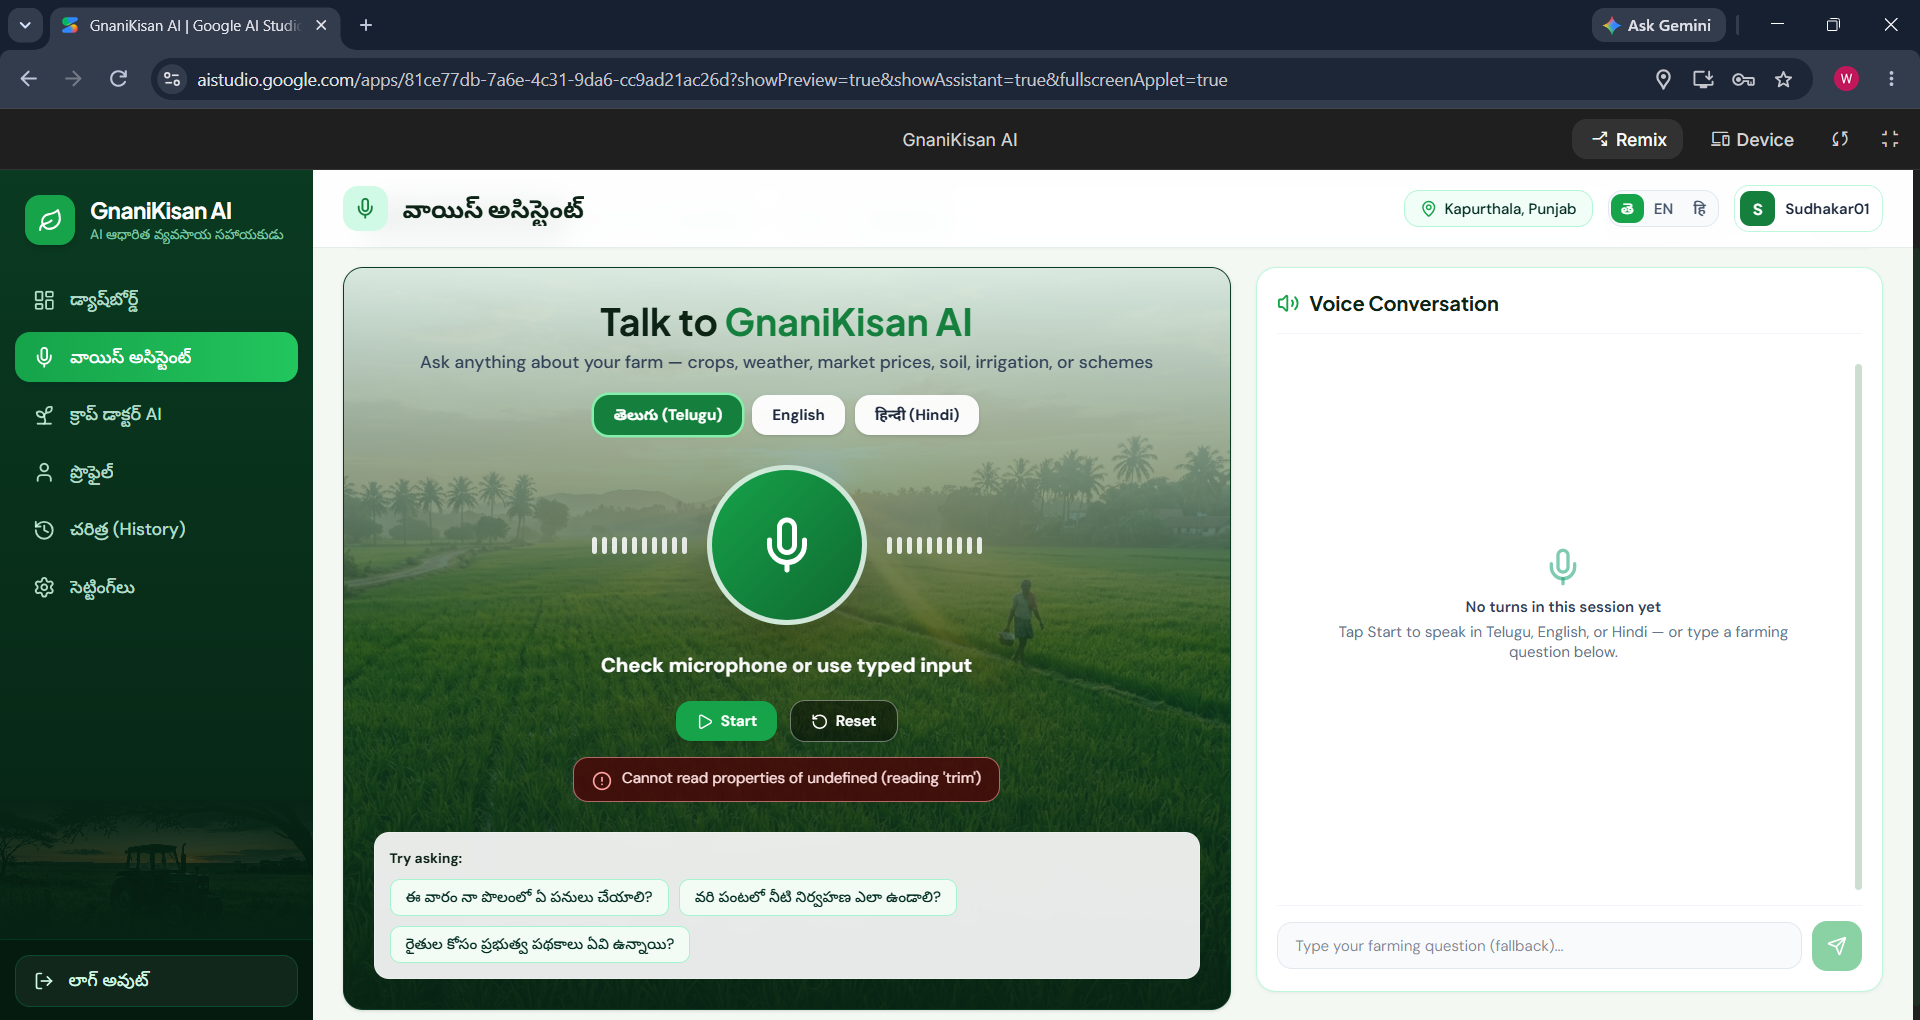 GnaniKisan AI | Google AI Studio
Ask Gemini
aistudio.google.com/apps/81ce77db-7a6e-4c31-9da6-cc9ad21ac26d?showPreview=true&showAssistant=true&fullscreenApplet=true
W
GnaniKisan AI
Remix
Device
GnaniKisan AI
AI ఆధారిత వ్యవసాయ సహాయకుడు
డ్యాష్‌బోర్డ్
వాయిస్ అసిస్టెంట్
క్రాప్ డాక్టర్ AI
ప్రొఫైల్
చరిత్ర (History)
సెట్టింగ్‌లు
లాగ్ అవుట్
వాయిస్ అసిస్టెంట్
Kapurthala, Punjab
తె EN हि
S Sudhakar01
Talk to GnaniKisan AI
Ask anything about your farm — crops, weather, market prices, soil, irrigation, or schemes
తెలుగు (Telugu) English हिन्दी (Hindi)
Check microphone or use typed input
Start Reset
Cannot read properties of undefined (reading 'trim')
Try asking:
ఈ వారం నా పొలంలో ఏ పనులు చేయాలి? వరి పంటలో నీటి నిర్వహణ ఎలా ఉండాలి?
రైతుల కోసం ప్రభుత్వ పథకాలు ఏవి ఉన్నాయి?
Voice Conversation
No turns in this session yet
Tap Start to speak in Telugu, English, or Hindi — or type a farming
question below.
Type your farming question (fallback)...